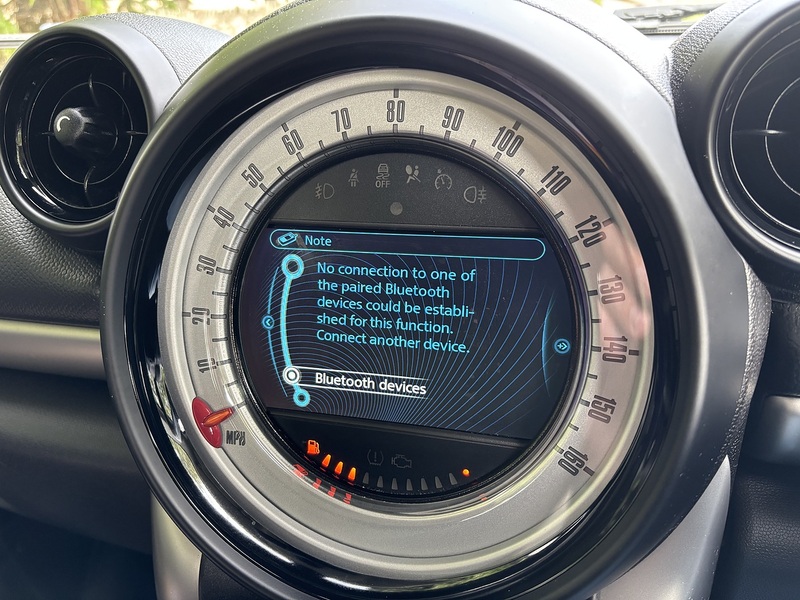 10
20
30
40
50
60
70
80
90
100
110
120
130
140
150
160
MPH
OFF
Note
No connection to one of
the paired Bluetooth
devices could be establi-
shed for this function.
Connect another device.
Bluetooth devices